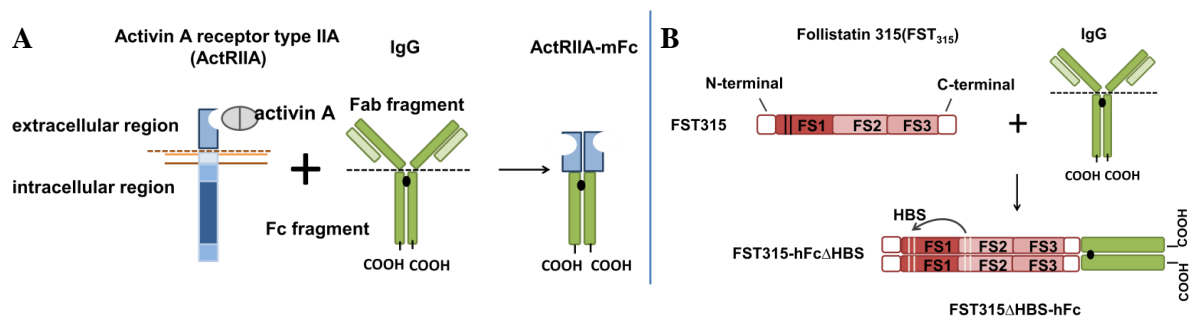 A
Activin A receptor type IIA
(ActRIIA)
IgG
ActRIIA-mFc
activin A
Fab fragment
extracellular region
intracellular region
Fc fragment
COOH COOH
COOH COOH
B
Follistatin 315(FST315)
IgG
N-terminal
C-terminal
FST315
FS1 FS2 FS3
COOH COOH
HBS
FST315-hFcΔHBS
FS1 FS2 FS3
FS1 FS2 FS3
COOH
COOH
FST315ΔHBS-hFc